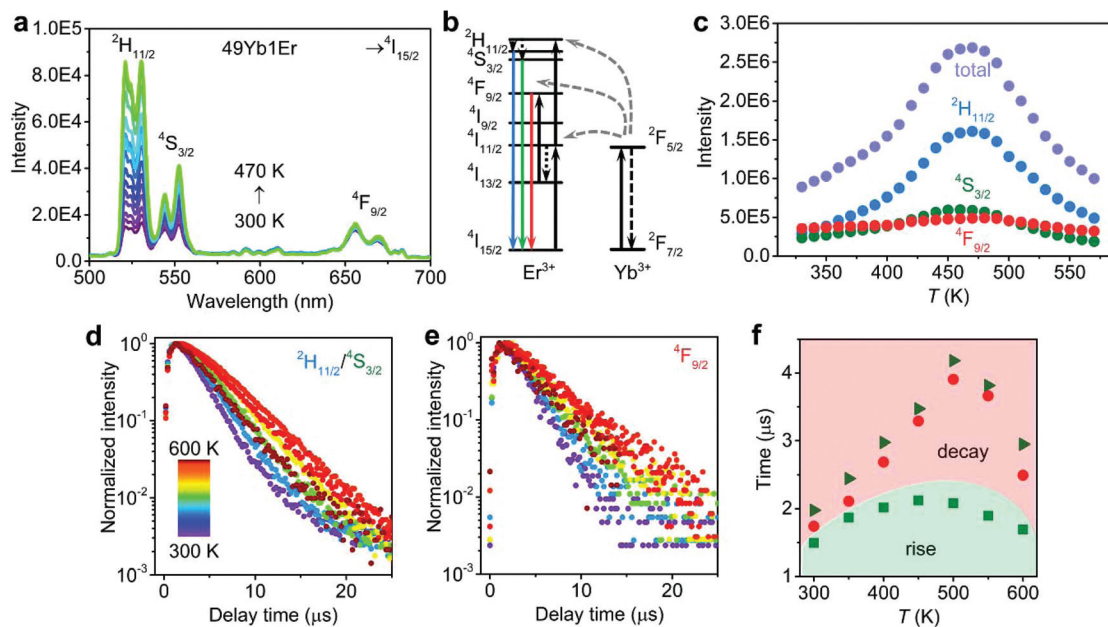 a
1.0E5
8.0E4
6.0E4
4.0E4
2.0E4
0.0
Intensity
²H₁₁/₂
49Yb1Er
→⁴I₁₅/₂
⁴S₃/₂
470 K
↑
300 K
⁴F₉/₂
500 550 600 650 700
Wavelength (nm)
b
²H₁₁/₂
⁴S₃/₂
⁴F₉/₂
⁴I₉/₂
⁴I₁₁/₂
⁴I₁₃/₂
⁴I₁₅/₂
²F₅/₂
²F₇/₂
Er³⁺ Yb³⁺
c
3.0E6
2.5E6
2.0E6
1.5E6
1.0E6
5.0E5
0.0
Intensity
total
²H₁₁/₂
⁴S₃/₂
⁴F₉/₂
350 400 450 500 550
T (K)
d
10⁰
10⁻¹
10⁻²
10⁻³
Normalized intensity
²H₁₁/₂/⁴S₃/₂
600 K
300 K
0 10 20
Delay time (μs)
e
10⁰
10⁻¹
10⁻²
10⁻³
Normalized intensity
⁴F₉/₂
0 10 20
Delay time (μs)
f
4
3
2
1
Time (μs)
decay
rise
300 400 500 600
T (K)